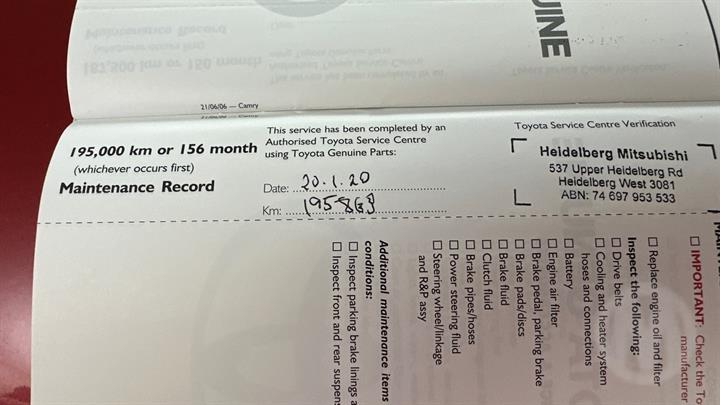 UINE
21/06/06 — Camry
195,000 km or 156 month
(whichever occurs first)
Maintenance Record
This service has been completed by an
Authorised Toyota Service Centre
using Toyota Genuine Parts:
Date: 20.1.20
Km:
Toyota Service Centre Verification
Heidelberg Mitsubishi
537 Upper Heidelberg Rd
Heidelberg West 3081
ABN: 74 697 953 533
☐ IMPORTANT: Check the To
manufacturer
☐ Replace engine oil and filter
Inspect the following:
☐ Drive belts
☐ Cooling and heater system
hoses and connections
☐ Battery
☐ Engine air filter
☐ Brake pedal, parking brake
☐ Brake pads/discs
☐ Brake fluid
☐ Clutch fluid
☐ Brake pipes/hoses
☐ Power steering fluid
☐ Steering wheel/linkage
and R&P assy
Additional maintenance items
conditions:
☐ Inspect parking brake linings a
☐ Inspect front and rear suspens